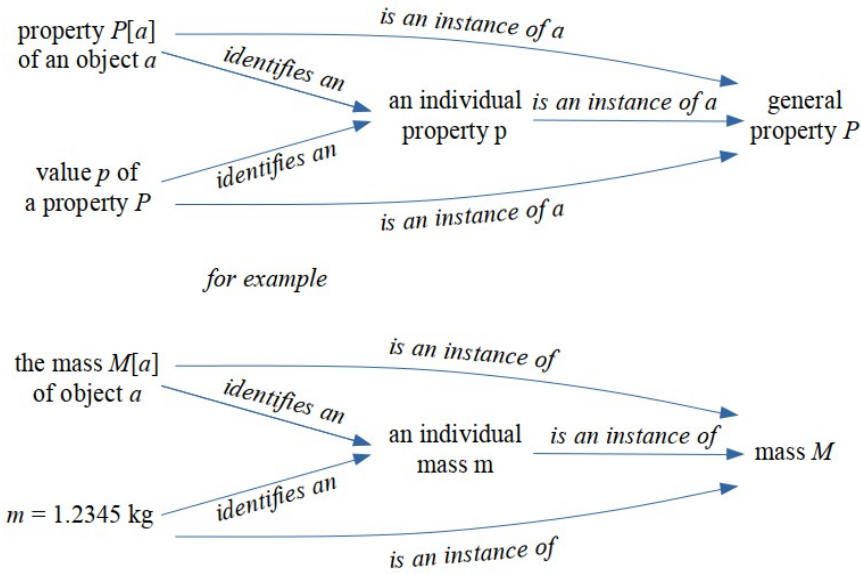 property P[a]
of an object a
is an instance of a
identifies an
an individual
property p
is an instance of a
general
property P
value p of
a property P
identifies an
is an instance of a
for example
the mass M[a]
of object a
is an instance of
identifies an
an individual
mass m
is an instance of
mass M
m = 1.2345 kg
identifies an
is an instance of